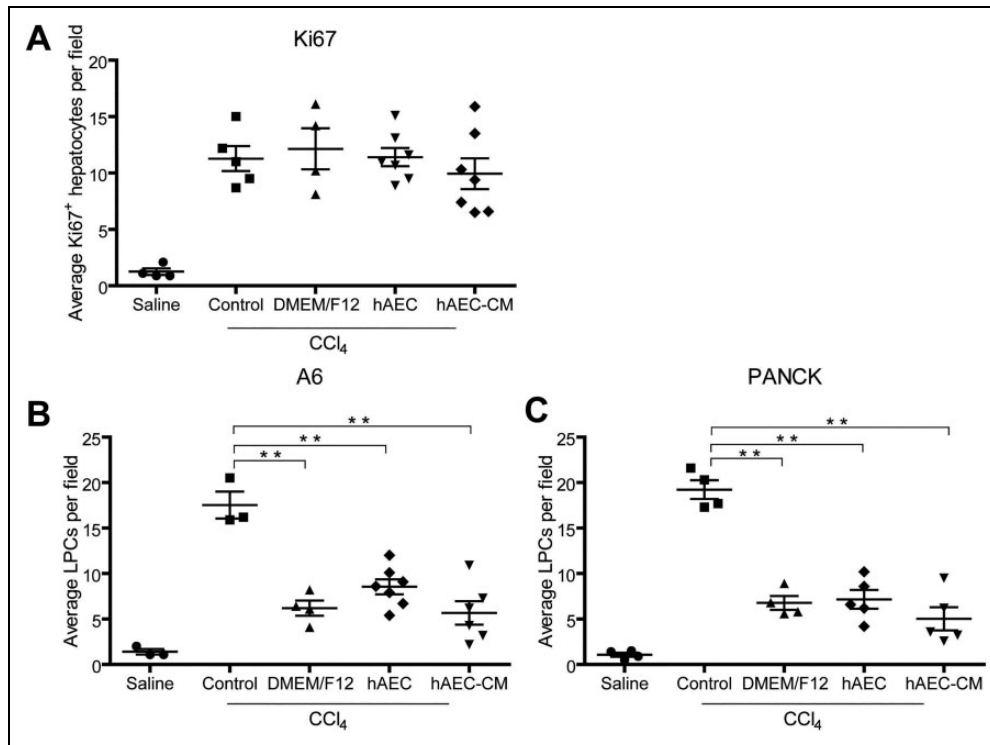 A
Ki67
Average Ki67⁺ hepatocytes per field
20
15
10
5
0
Saline Control DMEM/F12 hAEC hAEC-CM
CCl₄
B
A6
Average LPCs per field
25
20
15
10
5
0
** ** **
Saline Control DMEM/F12 hAEC hAEC-CM
CCl₄
C
PANCK
Average LPCs per field
25
20
15
10
5
0
** ** **
Saline Control DMEM/F12 hAEC hAEC-CM
CCl₄